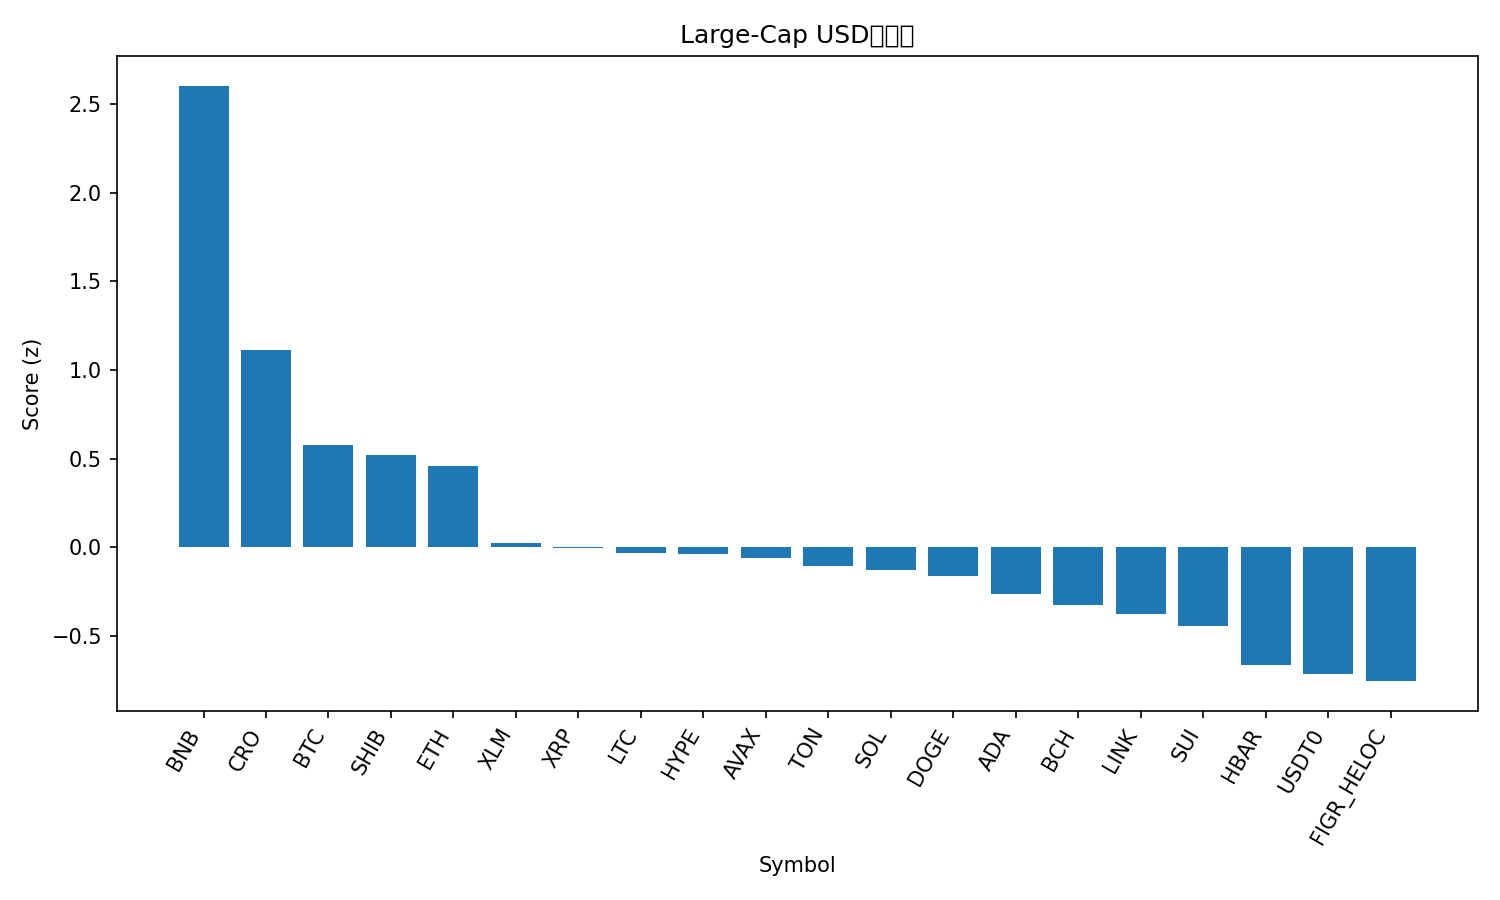 Large-Cap USD
Score (z)
2.5
2.0
1.5
1.0
0.5
0.0
−0.5
BNB
CRO
BTC
SHIB
ETH
XLM
XRP
LTC
HYPE
AVAX
TON
SOL
DOGE
ADA
BCH
LINK
SUI
HBAR
USDT0
FIGR_HELOC
Symbol